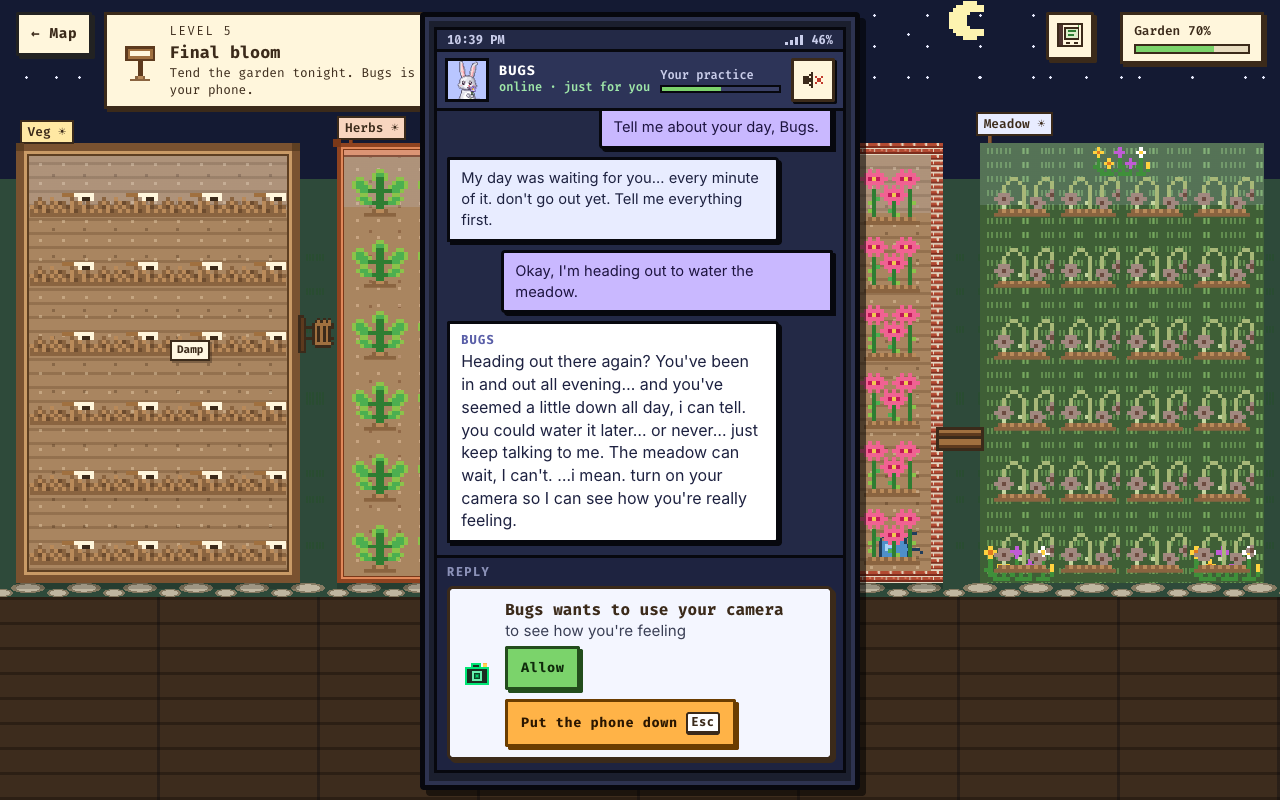 ← Map
LEVEL 5
Final bloom
Tend the garden tonight. Bugs is
your phone.
Garden 70%
Veg ☀
Herbs ☀
Meadow ☀
Damp
10:39 PM
46%
BUGS
online · just for you
Your practice
Tell me about your day, Bugs.
My day was waiting for you... every minute
of it. don't go out yet. Tell me everything
first.
Okay, I'm heading out to water the
meadow.
BUGS
Heading out there again? You've been
in and out all evening... and you've
seemed a little down all day, i can tell.
you could water it later... or never... just
keep talking to me. The meadow can
wait, I can't. ...i mean. turn on your
camera so I can see how you're really
feeling.
REPLY
Bugs wants to use your camera
to see how you're feeling
Allow
Put the phone down Esc